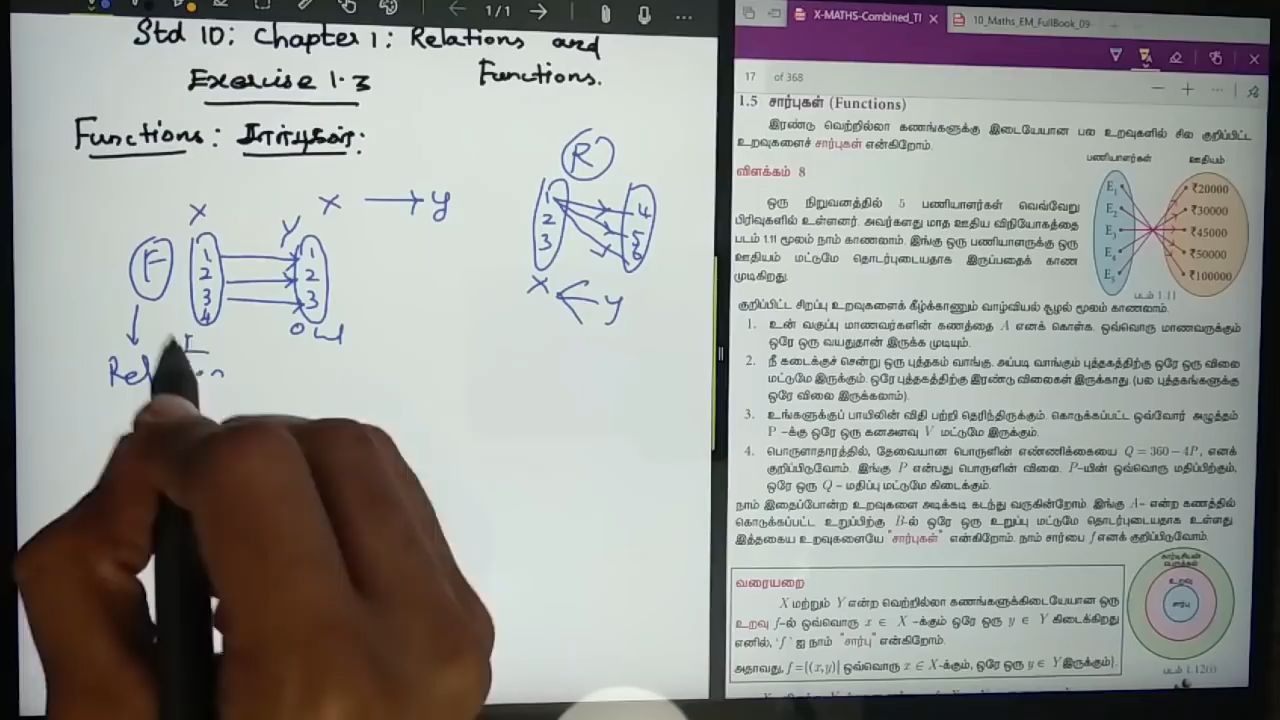 1/1
Std 10: Chapter 1: Relations and
Exercise 1.3 Functions.
Functions:
X → y
X Y
F
1 1
2 2
3 3
4
R
1 4
2 5
3 6
X ← y
X-MATHS-Combined_TI
10_Maths_EM_FullBook_09-
17 of 368
1.5 சார்புகள் (Functions)
இரண்டு வெற்றில்லா கணங்களுக்கு இடையேயான பல உறவுகளில் சில குறிப்பிட்ட
உறவுகளைச் சார்புகள் என்கிறோம்.
விளக்கம் 8
ஒரு நிறுவனத்தில் 5 பணியாளர்கள் வெவ்வேறு
பிரிவுகளில் உள்ளனர். அவர்களது மாத ஊதிய விநியோகத்தை
படம் 1.11 மூலம் நாம் காணலாம். இங்கு ஒரு பணியாளருக்கு ஒரு
ஊதியம் மட்டுமே தொடர்புடையதாக இருப்பதைக் காண
முடிகிறது.
பணியாளர்கள் ஊதியம்
E₁ ₹20000
E₂ ₹30000
E₃ ₹45000
E₄ ₹50000
E₅ ₹100000
படம் 1.11
குறிப்பிட்ட சிறப்பு உறவுகளைக் கீழ்க்காணும் வாழ்வியல் சூழல் மூலம் காணலாம்.
1. உன் வகுப்பு மாணவர்களின் கணத்தை A எனக் கொள்க. ஒவ்வொரு மாணவருக்கும்
ஒரே ஒரு வயதுதான் இருக்க முடியும்.
2. நீ கடைக்குச் சென்று ஒரு புத்தகம் வாங்கு. அப்படி வாங்கும் புத்தகத்திற்கு ஒரே ஒரு விலை
மட்டுமே இருக்கும். ஒரே புத்தகத்திற்கு இரண்டு விலைகள் இருக்காது. (பல புத்தகங்களுக்கு
ஒரே விலை இருக்கலாம்).
3. உங்களுக்குப் பாயிலின் விதி பற்றி தெரிந்திருக்கும். கொடுக்கப்பட்ட ஒவ்வோர் அழுத்தம்
P -க்கு ஒரே ஒரு கனஅளவு V மட்டுமே இருக்கும்.
4. பொருளாதாரத்தில், தேவையான பொருளின் எண்ணிக்கையை Q = 360 – 4P, எனக்
குறிப்பிடுவோம். இங்கு P என்பது பொருளின் விலை. P-யின் ஒவ்வொரு மதிப்பிற்கும்,
ஒரே ஒரு Q – மதிப்பு மட்டுமே கிடைக்கும்.
நாம் இதைப்போன்ற உறவுகளை அடிக்கடி கடந்து வருகின்றோம். இங்கு A- என்ற கணத்தில்
கொடுக்கப்பட்ட உறுப்பிற்கு B-ல் ஒரே ஒரு உறுப்பு மட்டுமே தொடர்புடையதாக உள்ளது.
இத்தகைய உறவுகளையே "சார்புகள்" என்கிறோம். நாம் சார்பை f எனக் குறிப்பிடுவோம்.
வரையறை
X மற்றும் Y என்ற வெற்றில்லா கணங்களுக்கிடையேயான ஒரு
உறவு f-ல் ஒவ்வொரு x ∈ X -க்கும் ஒரே ஒரு y ∈ Y கிடைக்கிறது
எனில், 'f' ஐ நாம் "சார்பு" என்கிறோம்.
அதாவது, f = {(x,y)| ஒவ்வொரு x ∈ X-க்கும், ஒரே ஒரு y ∈ Y இருக்கும்}.
கார்டீசியன்
பெருக்கல்
உறவு
சார்பு
படம் 1.12(i)